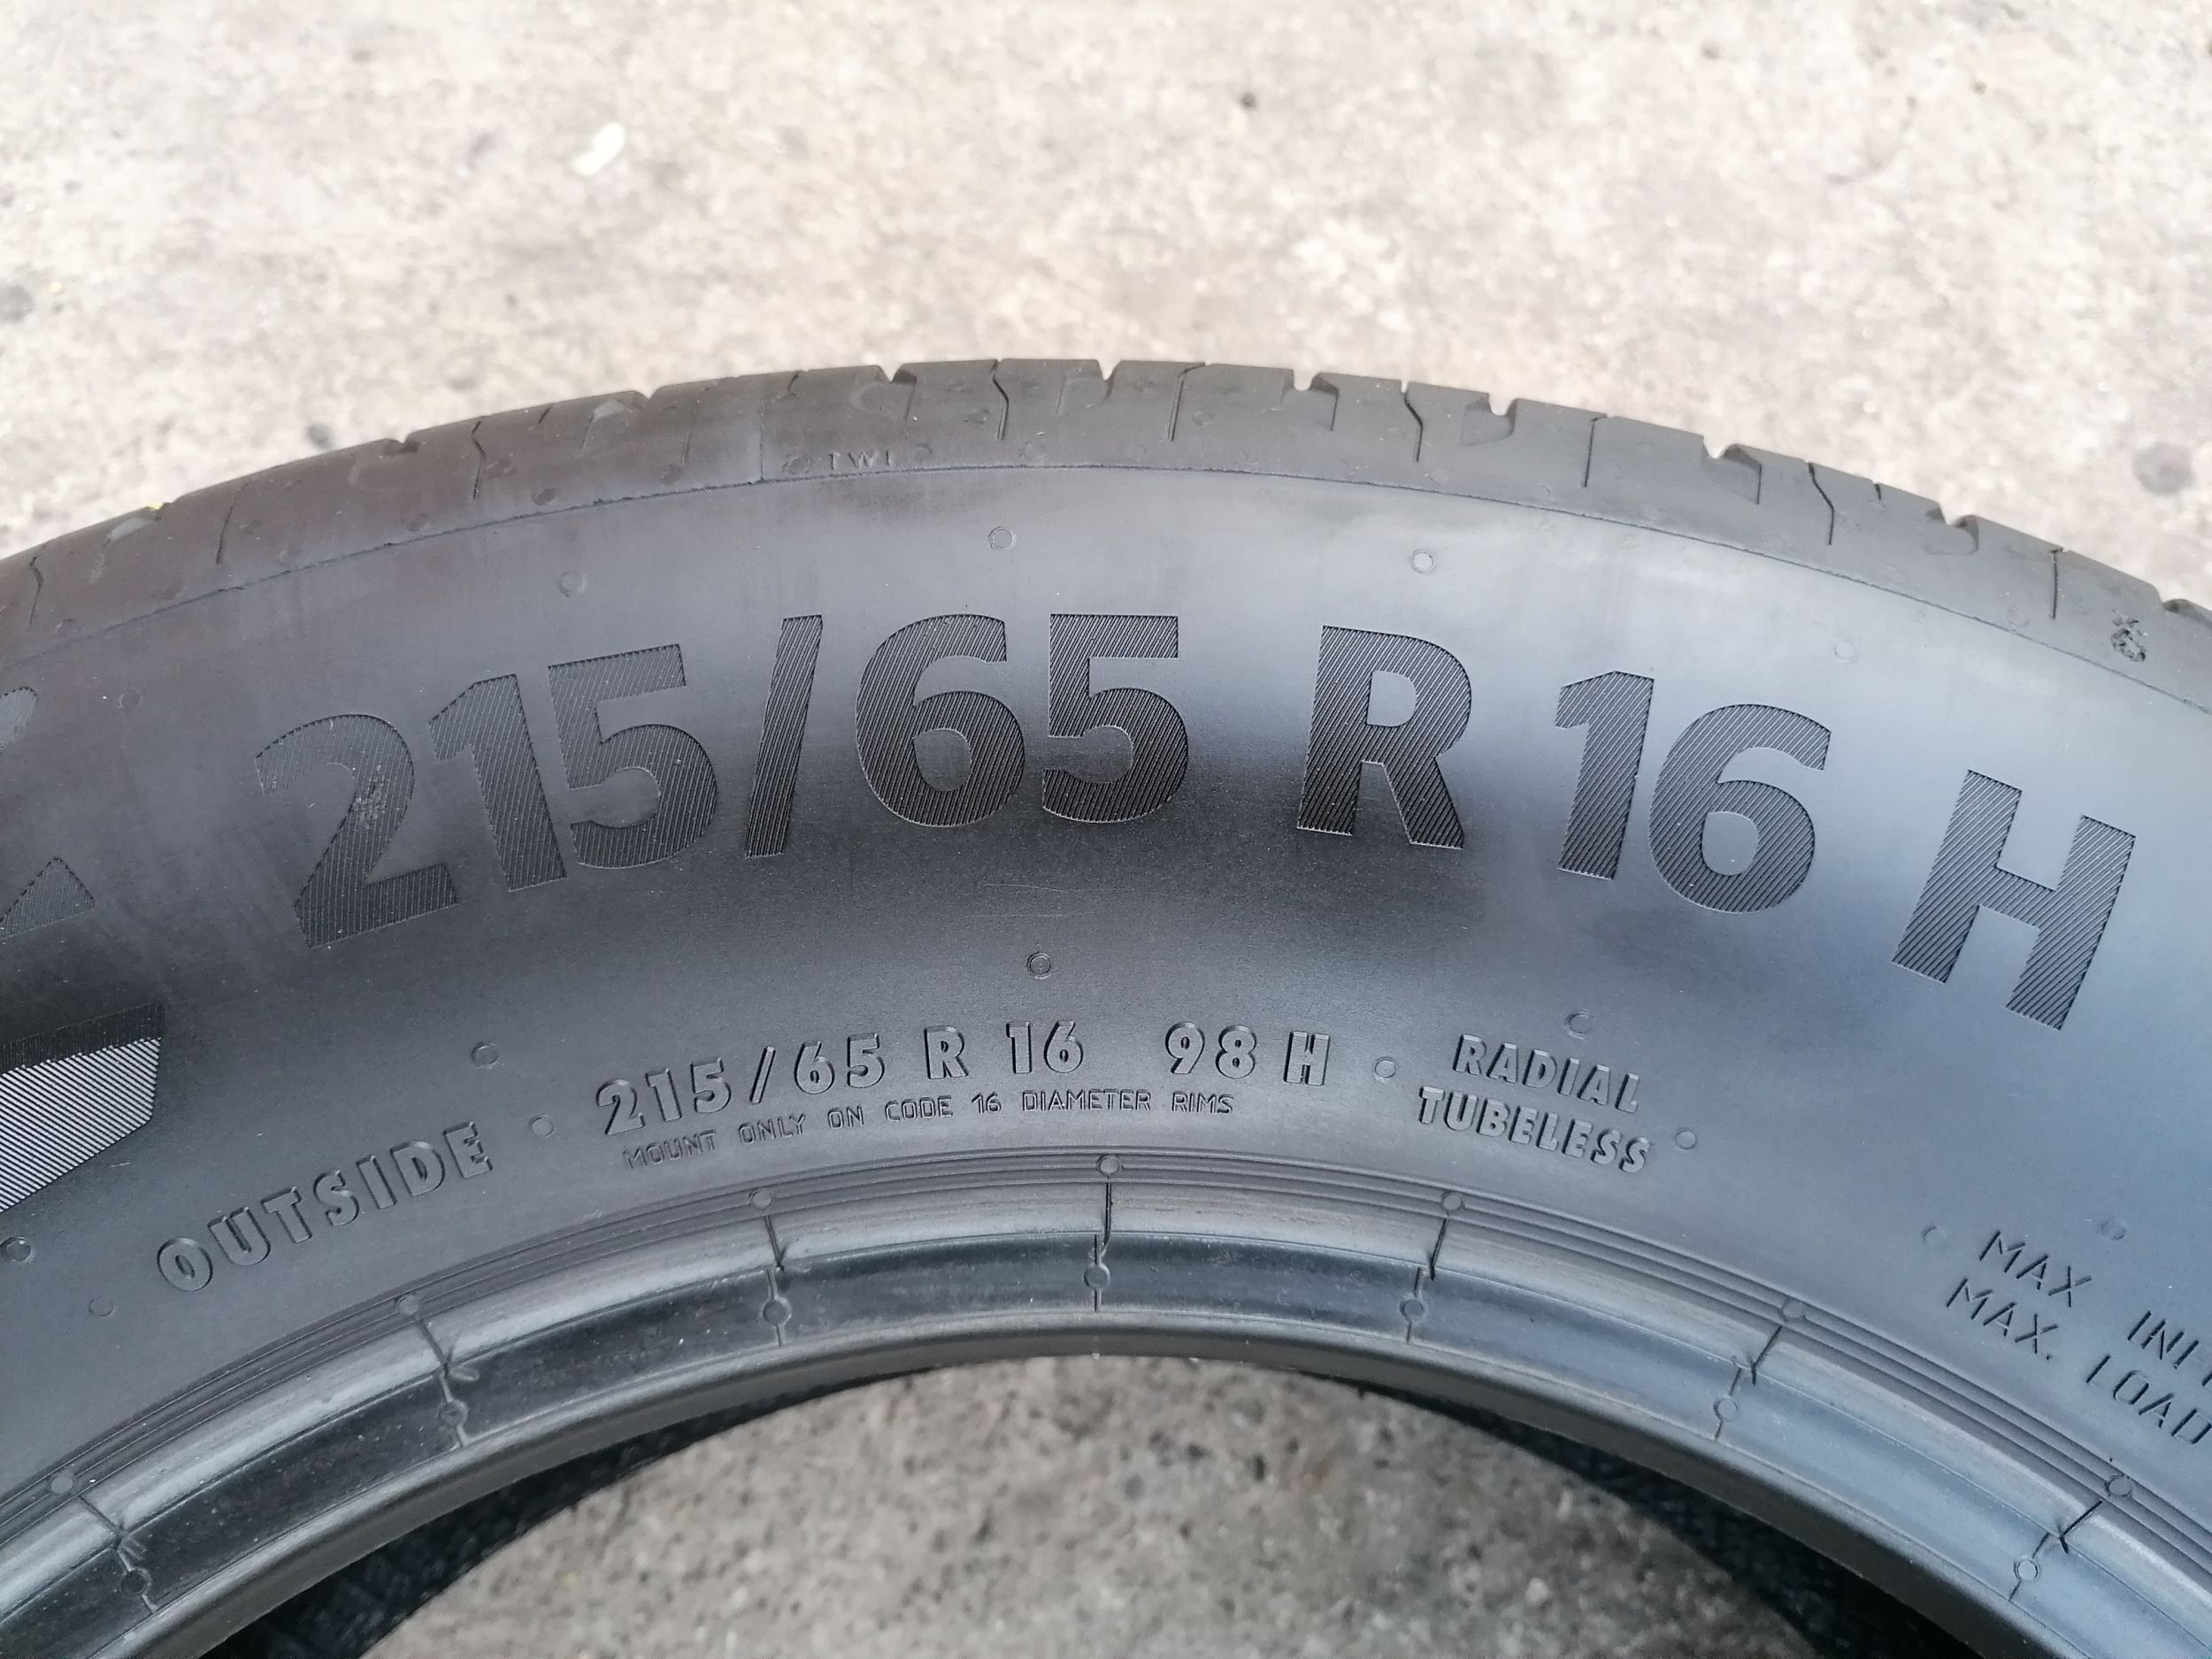 TWI
215/65 R 16 H
OUTSIDE
215/65 R 16 98 H
MOUNT ONLY ON CODE 16 DIAMETER RIMS
RADIAL
TUBELESS
MAX
MAX. LOAD